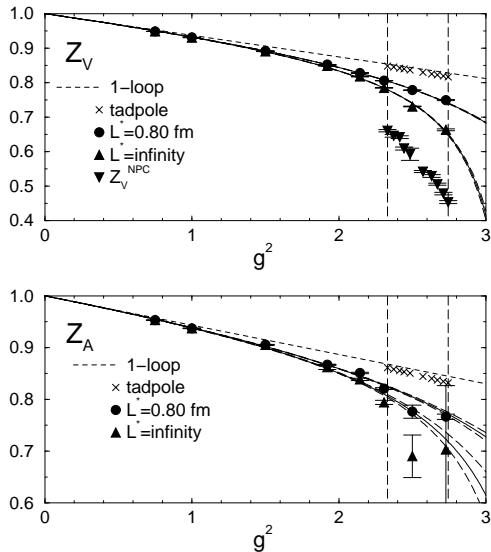 1.0
0.9
0.8
0.7
0.6
0.5
0.4
Z_V
1−loop
tadpole
L*=0.80 fm
L*=infinity
Z_V^NPC
0 1 2 3
g^2
1.0
0.9
0.8
0.7
0.6
Z_A
1−loop
tadpole
L*=0.80 fm
L*=infinity
0 1 2 3
g^2